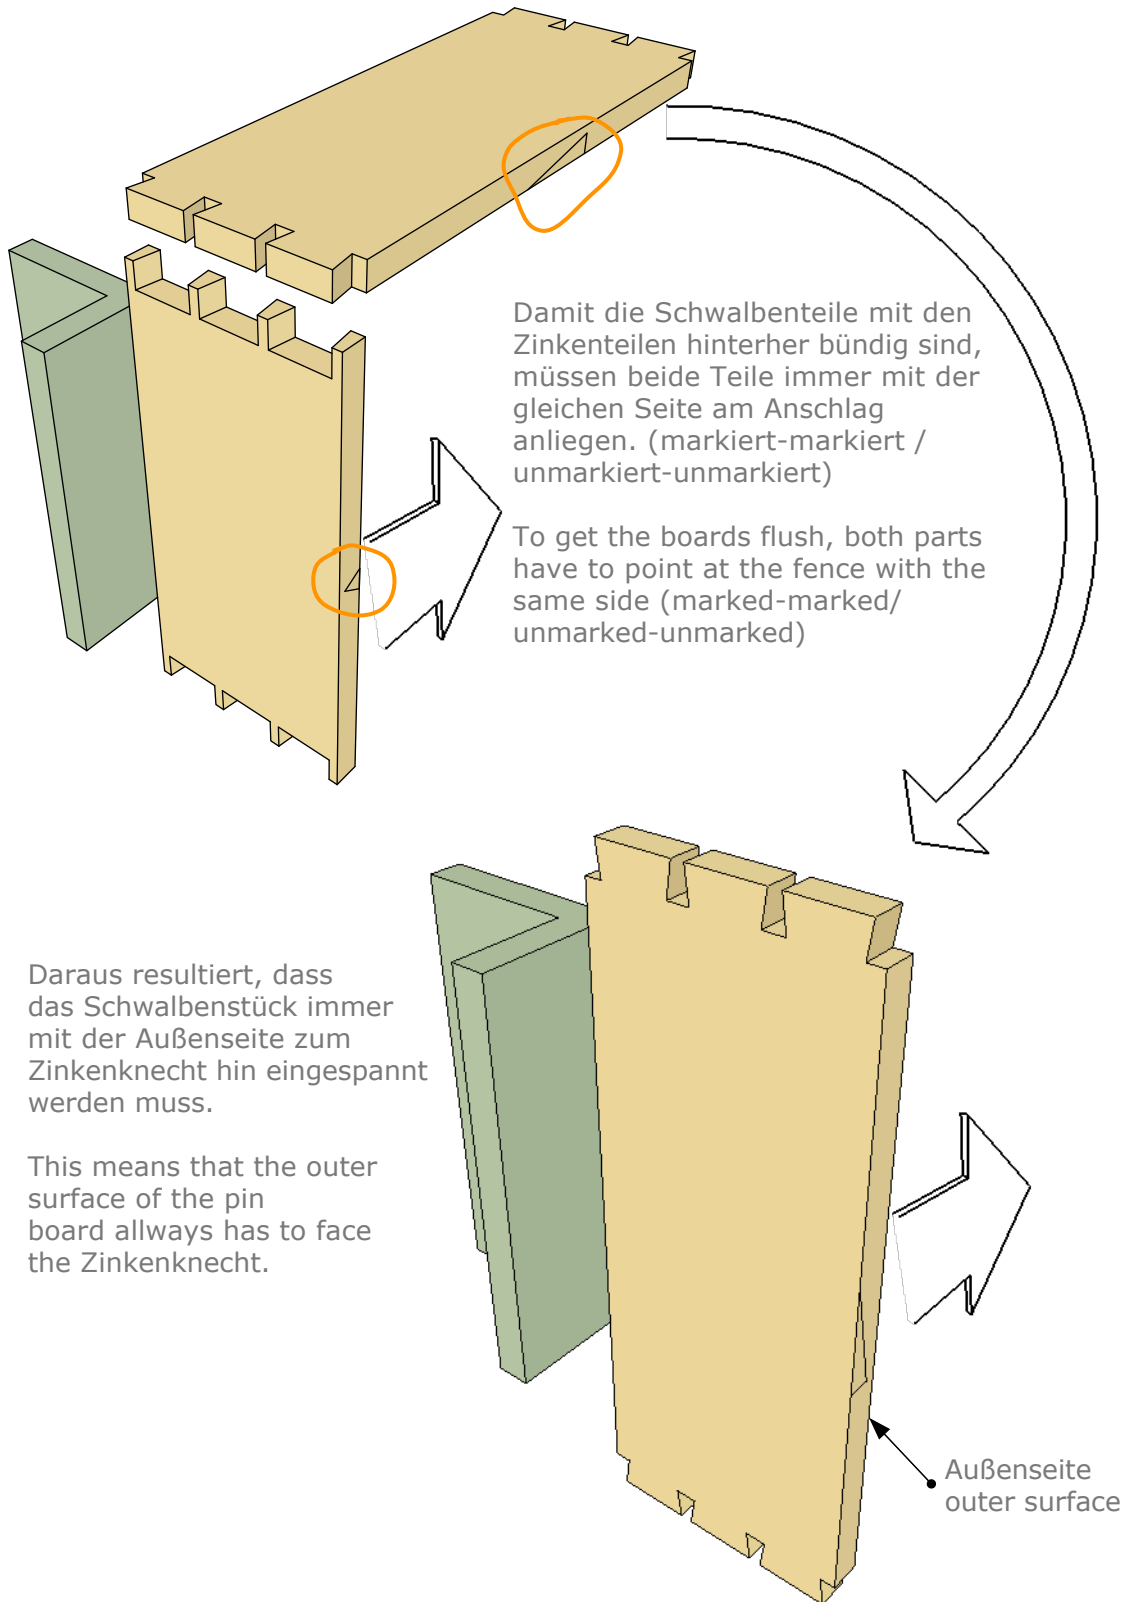 Damit die Schwalbenteile mit den
Zinkenteilen hinterher bündig sind,
müssen beide Teile immer mit der
gleichen Seite am Anschlag
anliegen. (markiert-markiert /
unmarkiert-unmarkiert)
To get the boards flush, both parts
have to point at the fence with the
same side (marked-marked/
unmarked-unmarked)
Daraus resultiert, dass
das Schwalbenstück immer
mit der Außenseite zum
Zinkenknecht hin eingespannt
werden muss.
This means that the outer
surface of the pin
board allways has to face
the Zinkenknecht.
Außenseite
outer surface